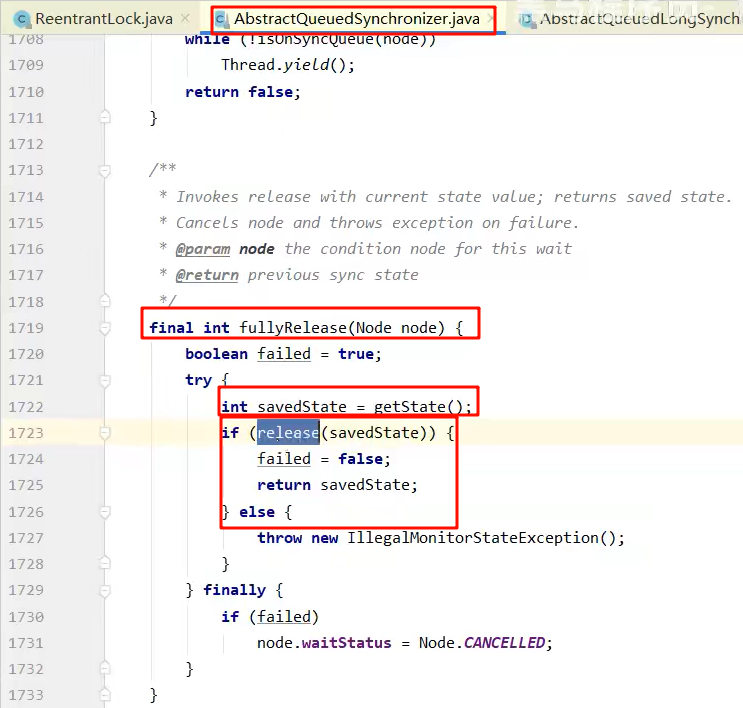 ReentrantLock.java × AbstractQueuedSynchronizer.java × AbstractQueuedLongSynch
1708 while (!isOnSyncQueue(node))
1709 Thread.yield();
1710 return false;
1711 }
1712
1713 /**
1714 * Invokes release with current state value; returns saved state.
1715 * Cancels node and throws exception on failure.
1716 * @param node the condition node for this wait
1717 * @return previous sync state
1718 */
1719 final int fullyRelease(Node node) {
1720 boolean failed = true;
1721 try {
1722 int savedState = getState();
1723 if (release(savedState)) {
1724 failed = false;
1725 return savedState;
1726 } else {
1727 throw new IllegalMonitorStateException();
1728 }
1729 } finally {
1730 if (failed)
1731 node.waitStatus = Node.CANCELLED;
1732 }
1733 }